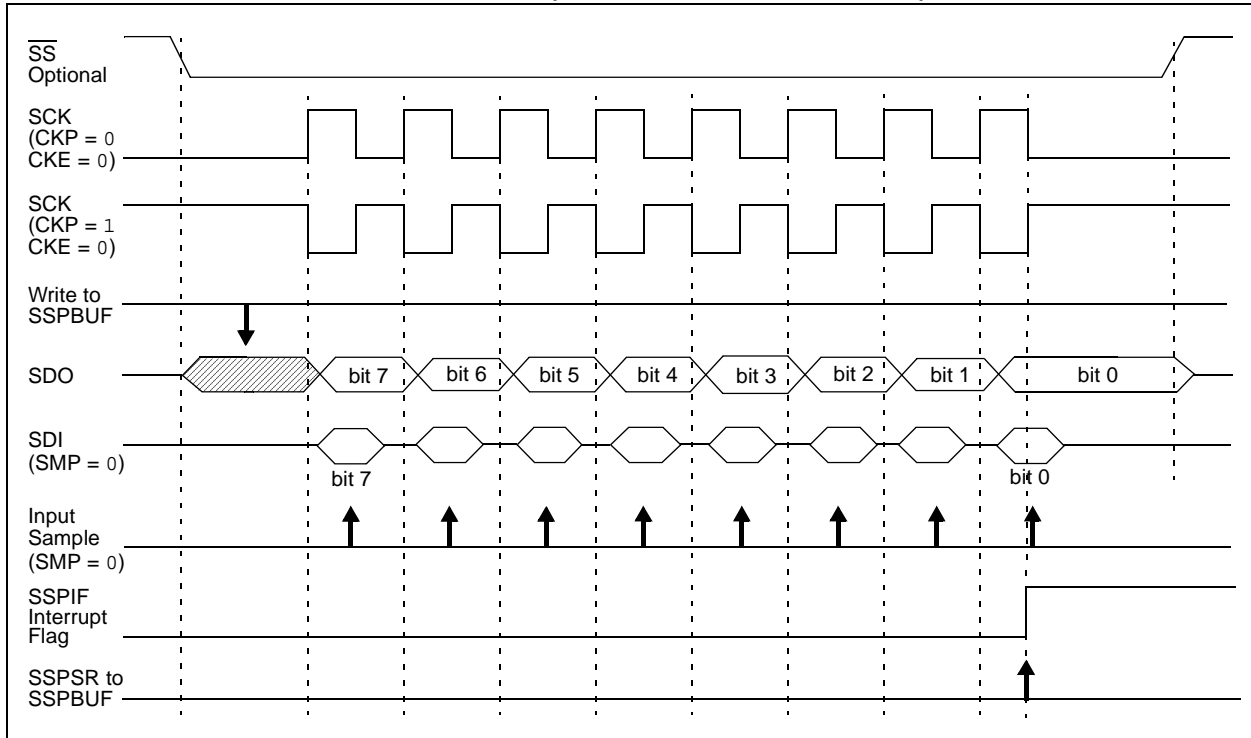 SS
Optional
SCK
(CKP = 0
CKE = 0)
SCK
(CKP = 1
CKE = 0)
Write to
SSPBUF
SDO
bit 7 bit 6 bit 5 bit 4 bit 3 bit 2 bit 1 bit 0
SDI
(SMP = 0)
bit 7 bit 0
Input
Sample
(SMP = 0)
SSPIF
Interrupt
Flag
SSPSR to
SSPBUF